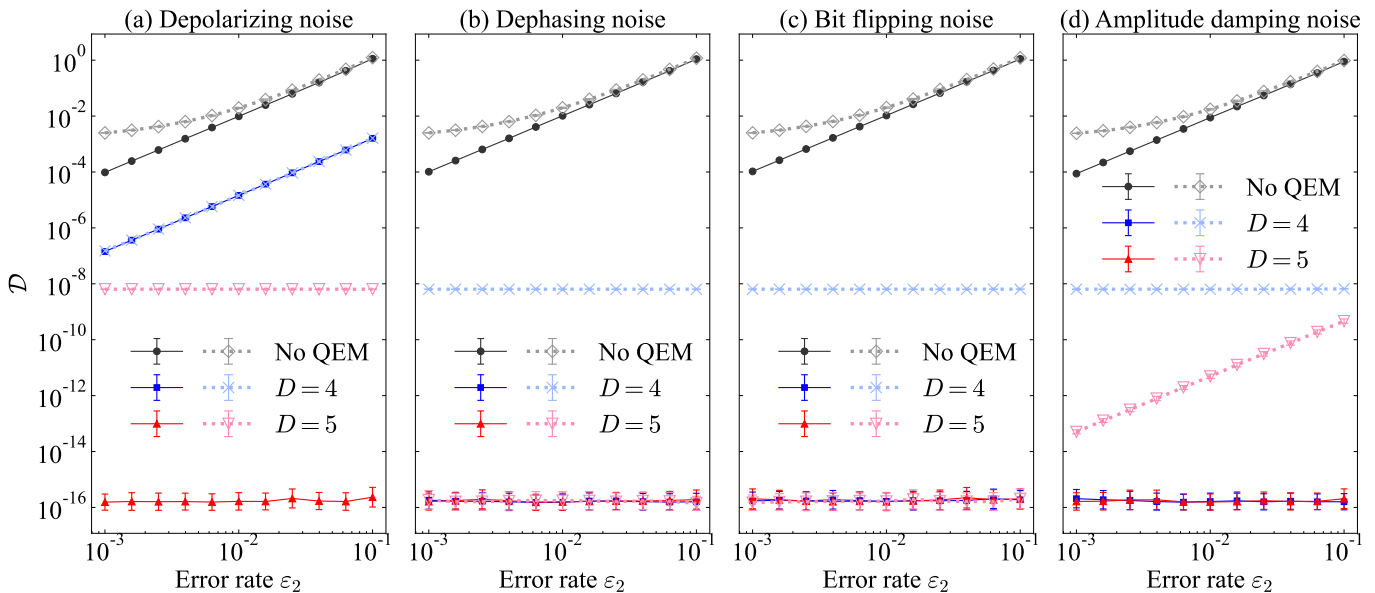 (a) Depolarizing noise
(b) Dephasing noise
(c) Bit flipping noise
(d) Amplitude damping noise
𝒟
10⁰
10⁻²
10⁻⁴
10⁻⁶
10⁻⁸
10⁻¹⁰
10⁻¹²
10⁻¹⁴
10⁻¹⁶
No QEM
D = 4
D = 5
No QEM
D = 4
D = 5
No QEM
D = 4
D = 5
No QEM
D = 4
D = 5
10⁻³ 10⁻² 10⁻¹
10⁻³ 10⁻² 10⁻¹
10⁻³ 10⁻² 10⁻¹
10⁻³ 10⁻² 10⁻¹
Error rate ε₂
Error rate ε₂
Error rate ε₂
Error rate ε₂